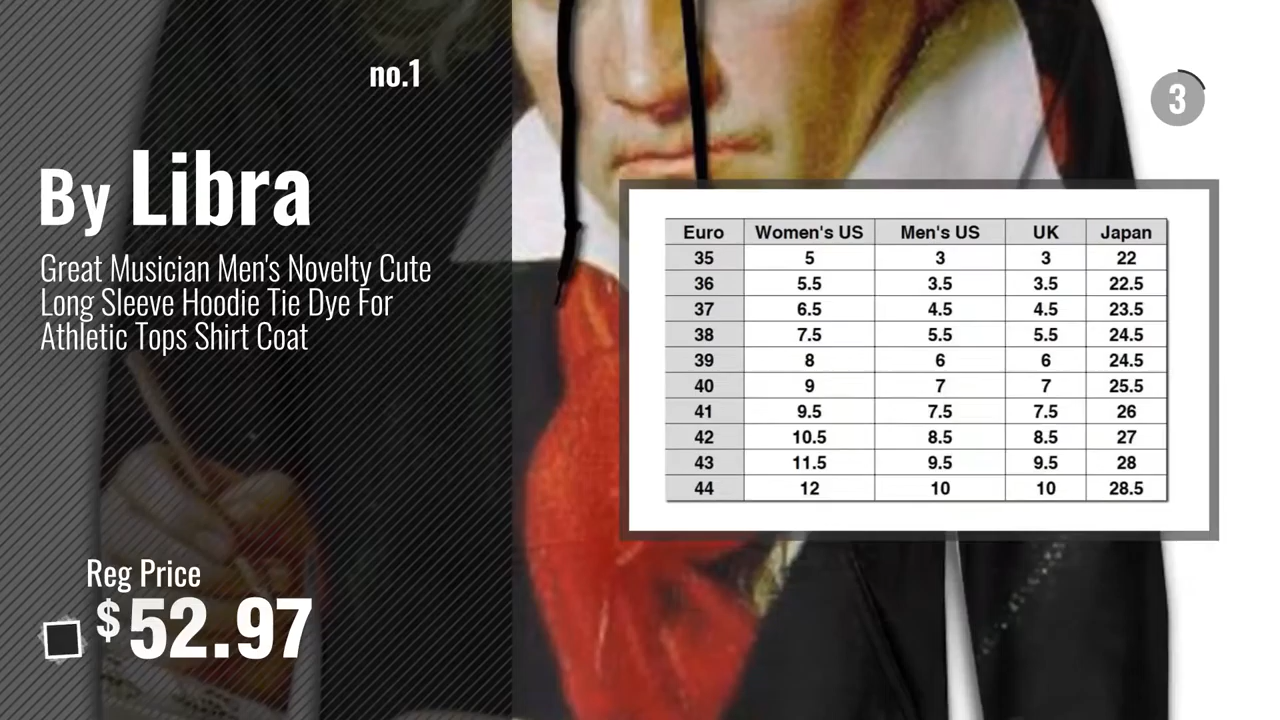 no.1
3
By Libra
Great Musician Men's Novelty Cute
Long Sleeve Hoodie Tie Dye For
Athletic Tops Shirt Coat
Euro Women's US Men's US UK Japan
35 5 3 3 22
36 5.5 3.5 3.5 22.5
37 6.5 4.5 4.5 23.5
38 7.5 5.5 5.5 24.5
39 8 6 6 24.5
40 9 7 7 25.5
41 9.5 7.5 7.5 26
42 10.5 8.5 8.5 27
43 11.5 9.5 9.5 28
44 12 10 10 28.5
Reg Price
$52.97